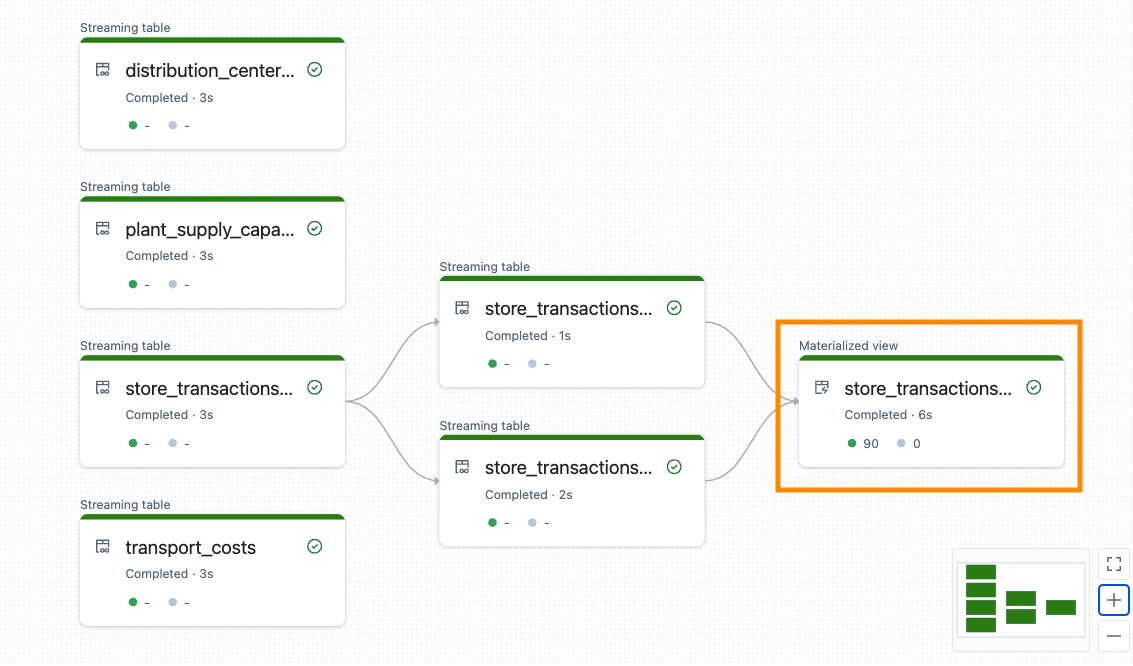 Streaming table
distribution_center...
Completed · 3s
- -
Streaming table
plant_supply_capa...
Completed · 3s
- -
Streaming table
store_transactions...
Completed · 3s
- -
Streaming table
transport_costs
Completed · 3s
- -
Streaming table
store_transactions...
Completed · 1s
- -
Streaming table
store_transactions...
Completed · 2s
- -
Materialized view
store_transactions...
Completed · 6s
90 0